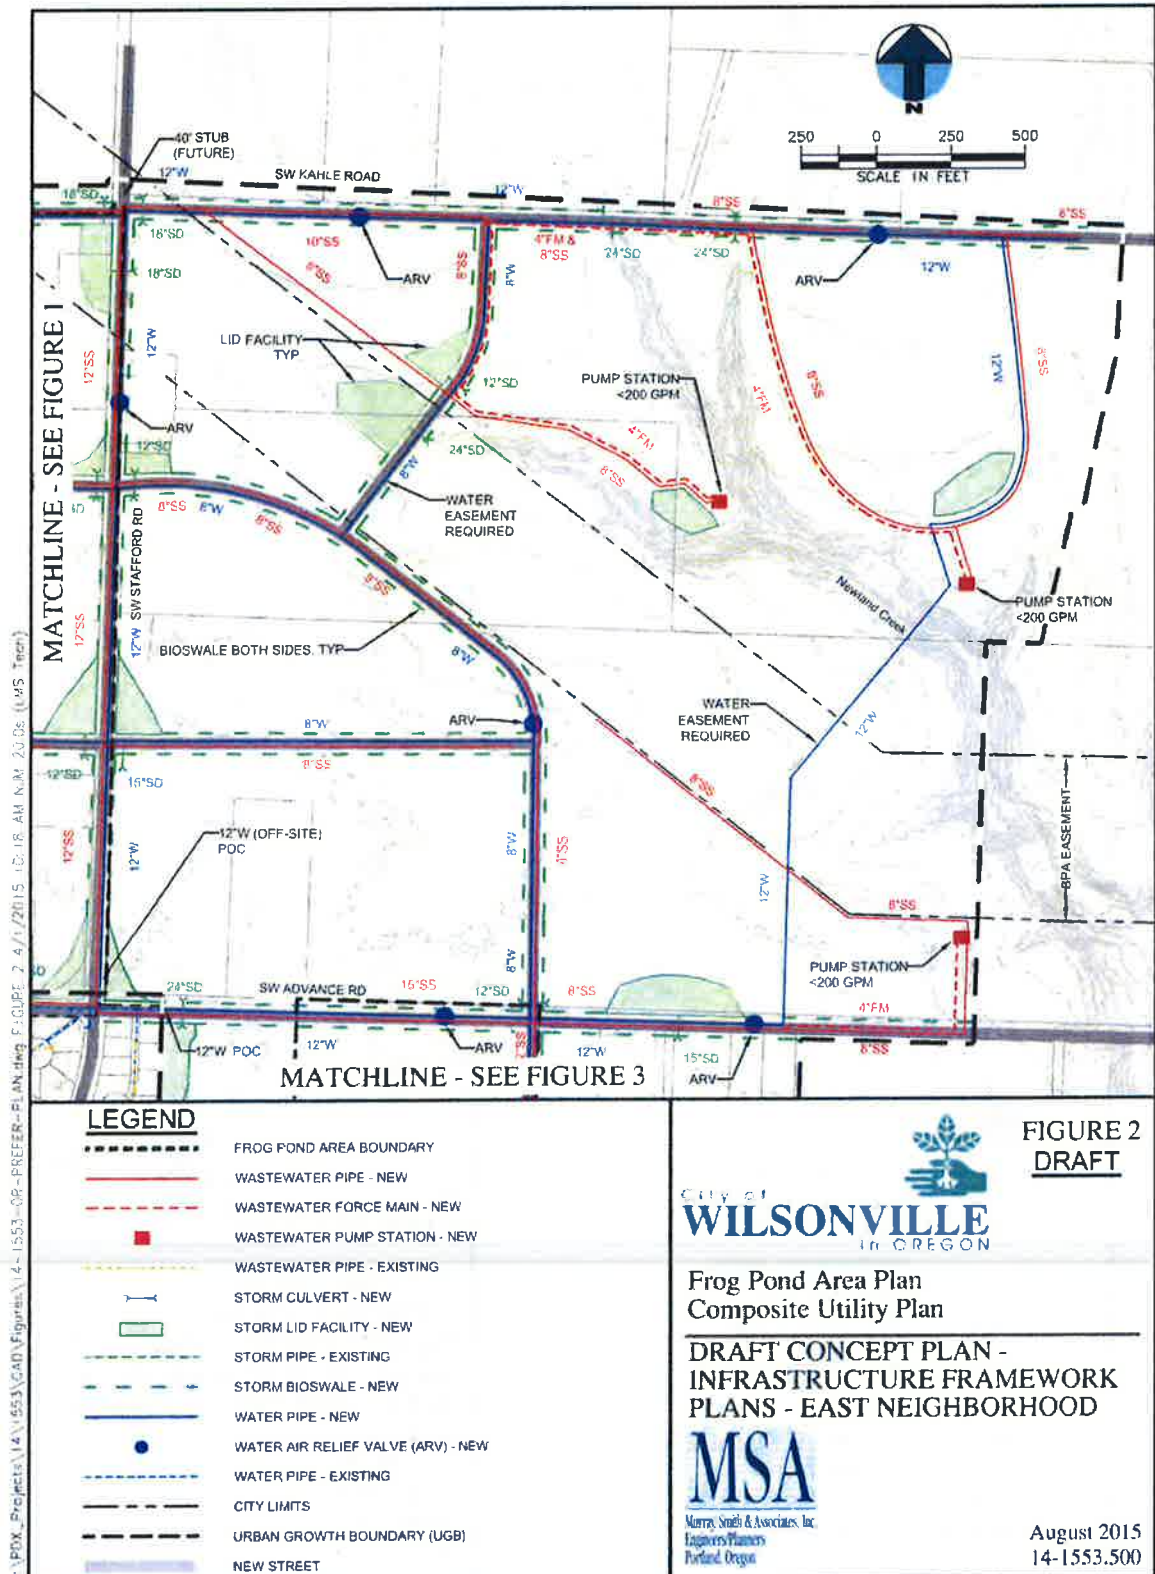 40' STUB
(FUTURE)
12"W
SW KAHLE ROAD
12"W
8"SS
8"SS
18"SD
250 0 250 500
SCALE IN FEET
N
18"SD
10"SS
4"FM &
8"SS
24"SD
24"SD
12"W
18"SD
8"SS
ARV
8"SS
8"W
ARV
MATCHLINE - SEE FIGURE 1
12"W
LID FACILITY
TYP
12"SS
12"SD
PUMP STATION
<200 GPM
8"SS
4"FM
12"W
8"SS
ARV
12"SD
24"SD
4"FM
8"SS
8"W
WATER
EASEMENT
REQUIRED
8"SS
8"W
8"SS
SW STAFFORD RD
8"SS
Newland Creek
PUMP STATION
<200 GPM
12"SS
12"W
BIOSWALE BOTH SIDES, TYP
8"W
ARV
8"W
8"SS
WATER
EASEMENT
REQUIRED
12"W
12"SD
15"SD
8"SS
BPA EASEMENT
12"SS
12"W
12"W (OFF-SITE)
POC
8"W
4"SS
12"W
8"SS
8"W
PUMP STATION
<200 GPM
SD
24"SD
SW ADVANCE RD
15"SS
12"SD
8"SS
4"FM
12"W POC
12"W
ARV
12"W
15"SD
ARV
8"SS
MATCHLINE - SEE FIGURE 3
LEGEND
FROG POND AREA BOUNDARY
WASTEWATER PIPE - NEW
WASTEWATER FORCE MAIN - NEW
WASTEWATER PUMP STATION - NEW
WASTEWATER PIPE - EXISTING
STORM CULVERT - NEW
STORM LID FACILITY - NEW
STORM PIPE - EXISTING
STORM BIOSWALE - NEW
WATER PIPE - NEW
WATER AIR RELIEF VALVE (ARV) - NEW
WATER PIPE - EXISTING
CITY LIMITS
URBAN GROWTH BOUNDARY (UGB)
NEW STREET
FIGURE 2
DRAFT
City of
WILSONVILLE
in OREGON
Frog Pond Area Plan
Composite Utility Plan
DRAFT CONCEPT PLAN -
INFRASTRUCTURE FRAMEWORK
PLANS - EAST NEIGHBORHOOD
MSA
Murray, Smith & Associates, Inc.
Engineers/Planners
Portland, Oregon
August 2015
14-1553.500